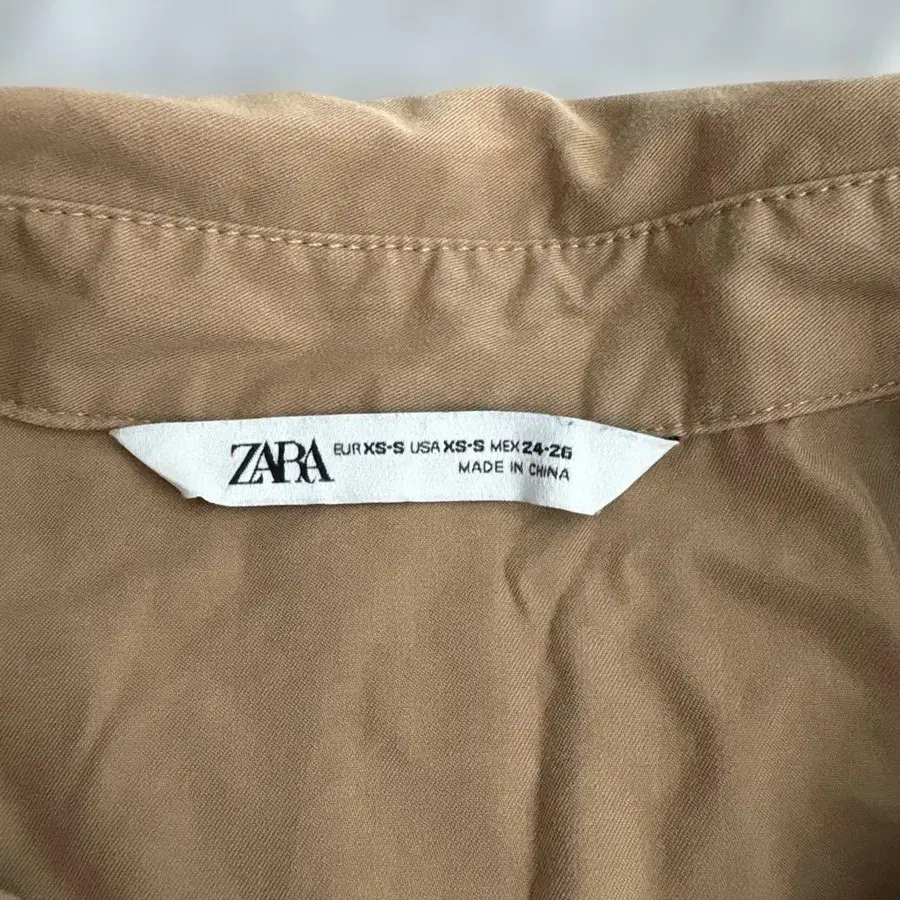 ZARA EUR XS-S USA XS-S MEX 24-26
MADE IN CHINA